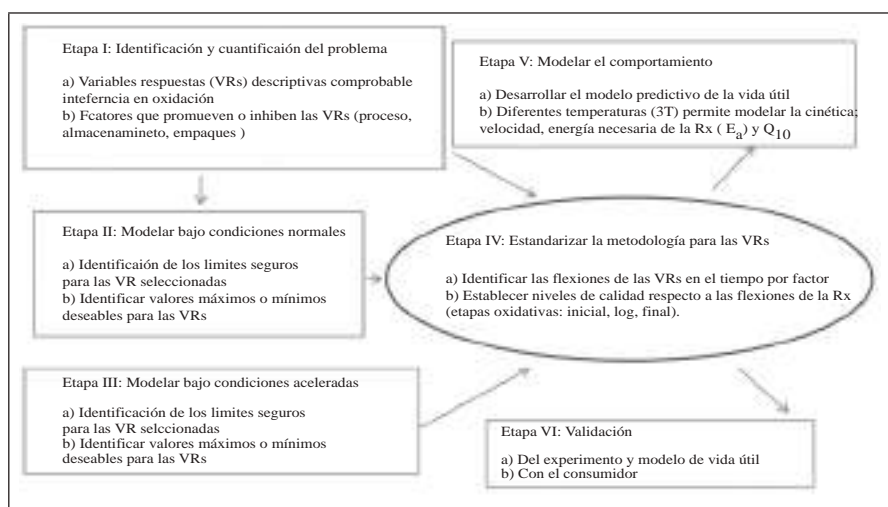 Etapa I: Identificación y cuantificaión del problema
a) Variables respuestas (VRs) descriptivas comprobable
inteferncia en oxidación
b) Fcatores que promueven o inhiben las VRs (proceso,
almacenamineto, empaques )
Etapa II: Modelar bajo condiciones normales
a) Identificaión de los limites seguros
para las VR seleccionadas
b) Identificar valores máximos o mínimos
deseables para las VRs
Etapa III: Modelar bajo condiciones aceleradas
a) Identificación de los limites seguros
para las VR selccionadas
b) Identificar valores máximos o mínimos
deseables para las VRs
Etapa IV: Estandarizar la metodología para las VRs
a) Identificar las flexiones de las VRs en el tiempo por factor
b) Establecer niveles de calidad respecto a las flexiones de la Rx
(etapas oxidativas: inicial, log, final).
Etapa V: Modelar el comportamiento
a) Desarrollar el modelo predictivo de la vida útil
b) Diferentes temperaturas (3T) permite modelar la cinética;
velocidad, energía necesaria de la Rx ( Ea) y Q10
Etapa VI: Validación
a) Del experimento y modelo de vida útil
b) Con el consumidor